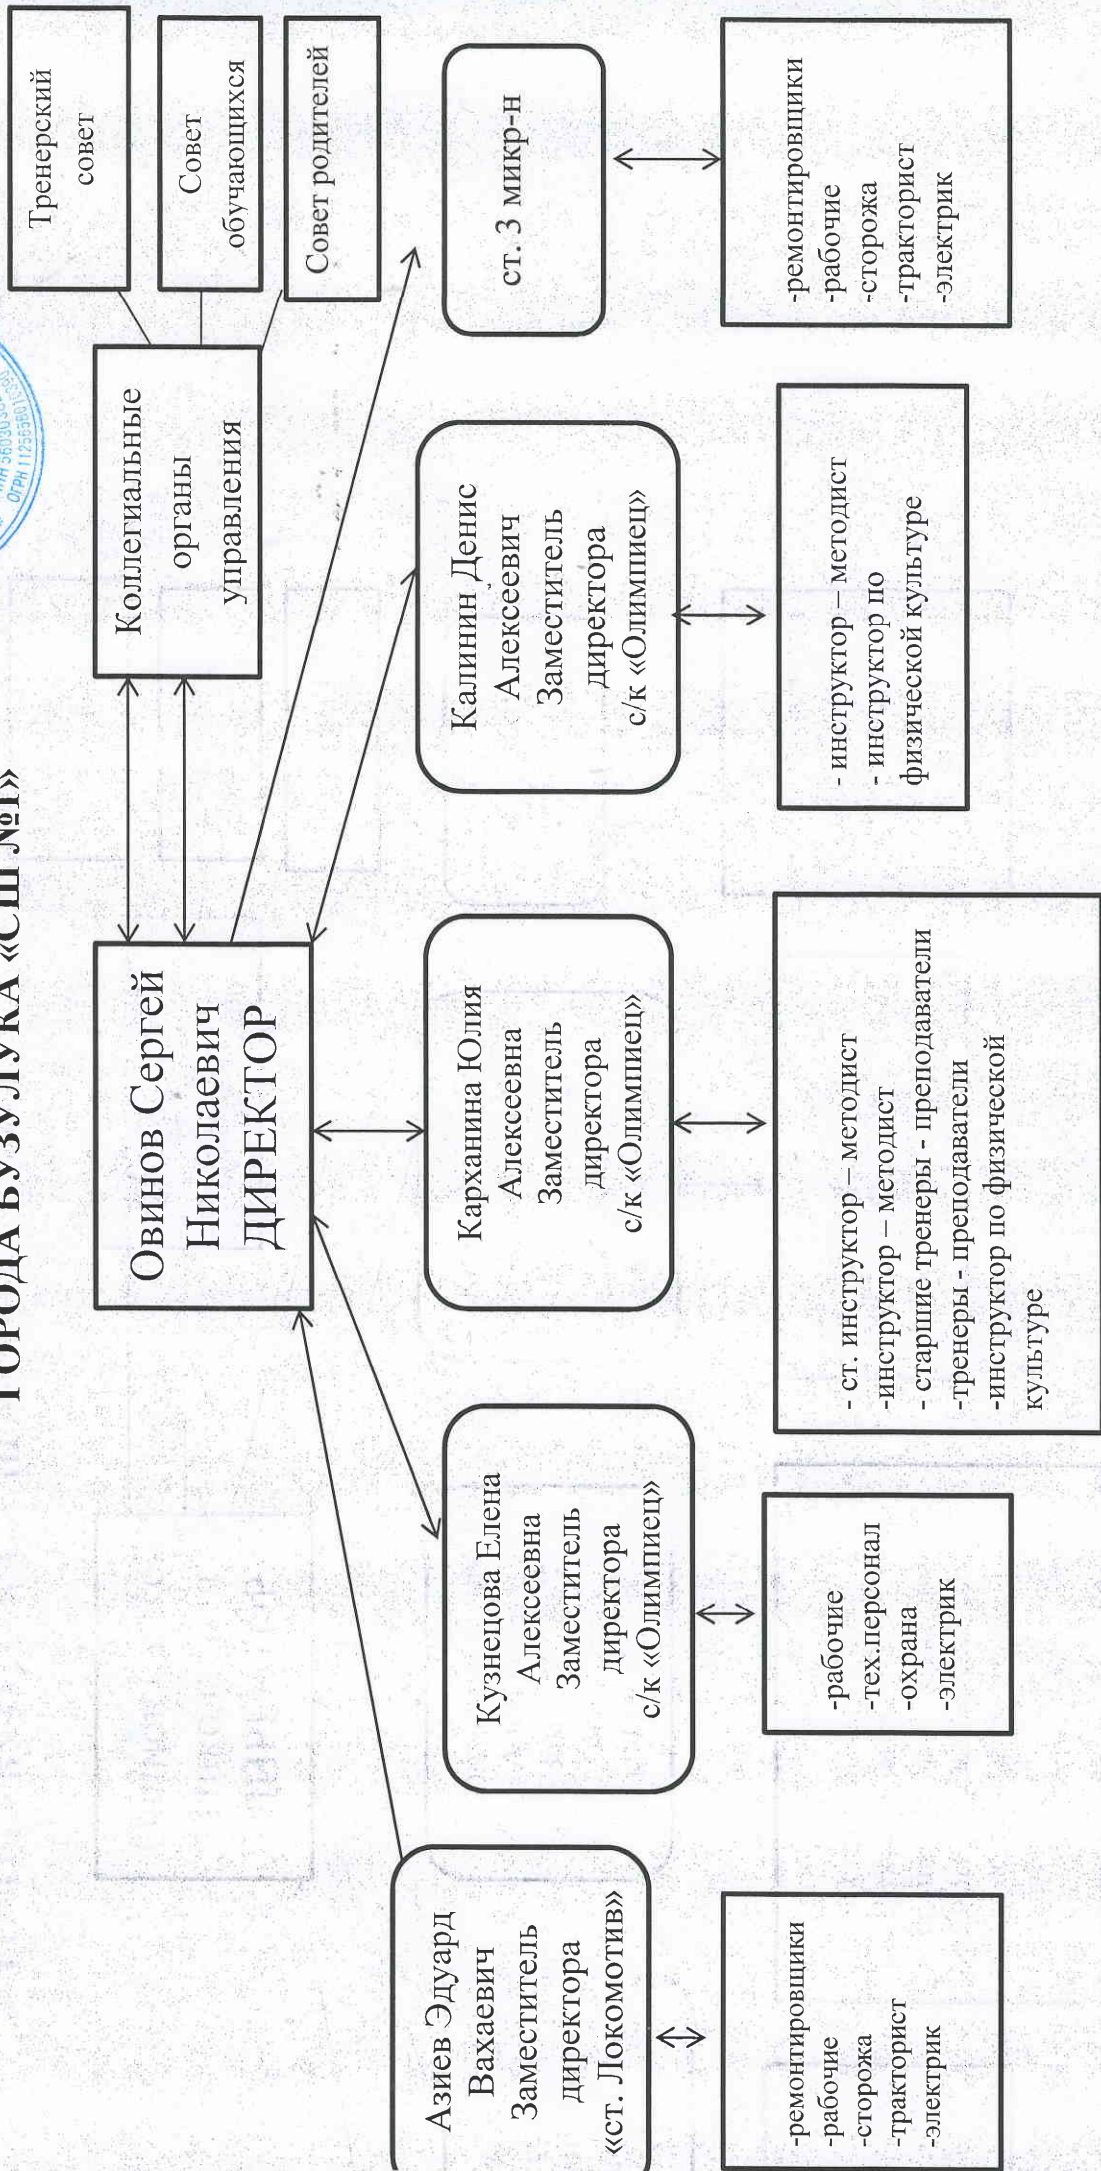 ГОРОДА БУЗУЛУКА «СШ №1»
ОГРН 1125658013380
Овинов Сергей
Николаевич
ДИРЕКТОР
Коллегиальные
органы
управления
Тренерский
совет
Совет
обучающихся
Совет родителей
Азиев Эдуард
Вахаевич
Заместитель
директора
«ст. Локомотив»
Кузнецова Елена
Алексеевна
Заместитель
директора
с/к «Олимпиец»
Карханина Юлия
Алексеевна
Заместитель
директора
с/к «Олимпиец»
Калинин Денис
Алексеевич
Заместитель
директора
с/к «Олимпиец»
ст. 3 микр-н
-ремонтировщики
-рабочие
-сторожа
-тракторист
-электрик
-рабочие
-тех.персонал
-охрана
-электрик
- ст. инструктор – методист
-инструктор – методист
- старшие тренеры - преподаватели
-тренеры - преподаватели
-инструктор по физической
культуре
- инструктор – методист
- инструктор по
физической культуре
-ремонтировщики
-рабочие
-сторожа
-тракторист
-электрик